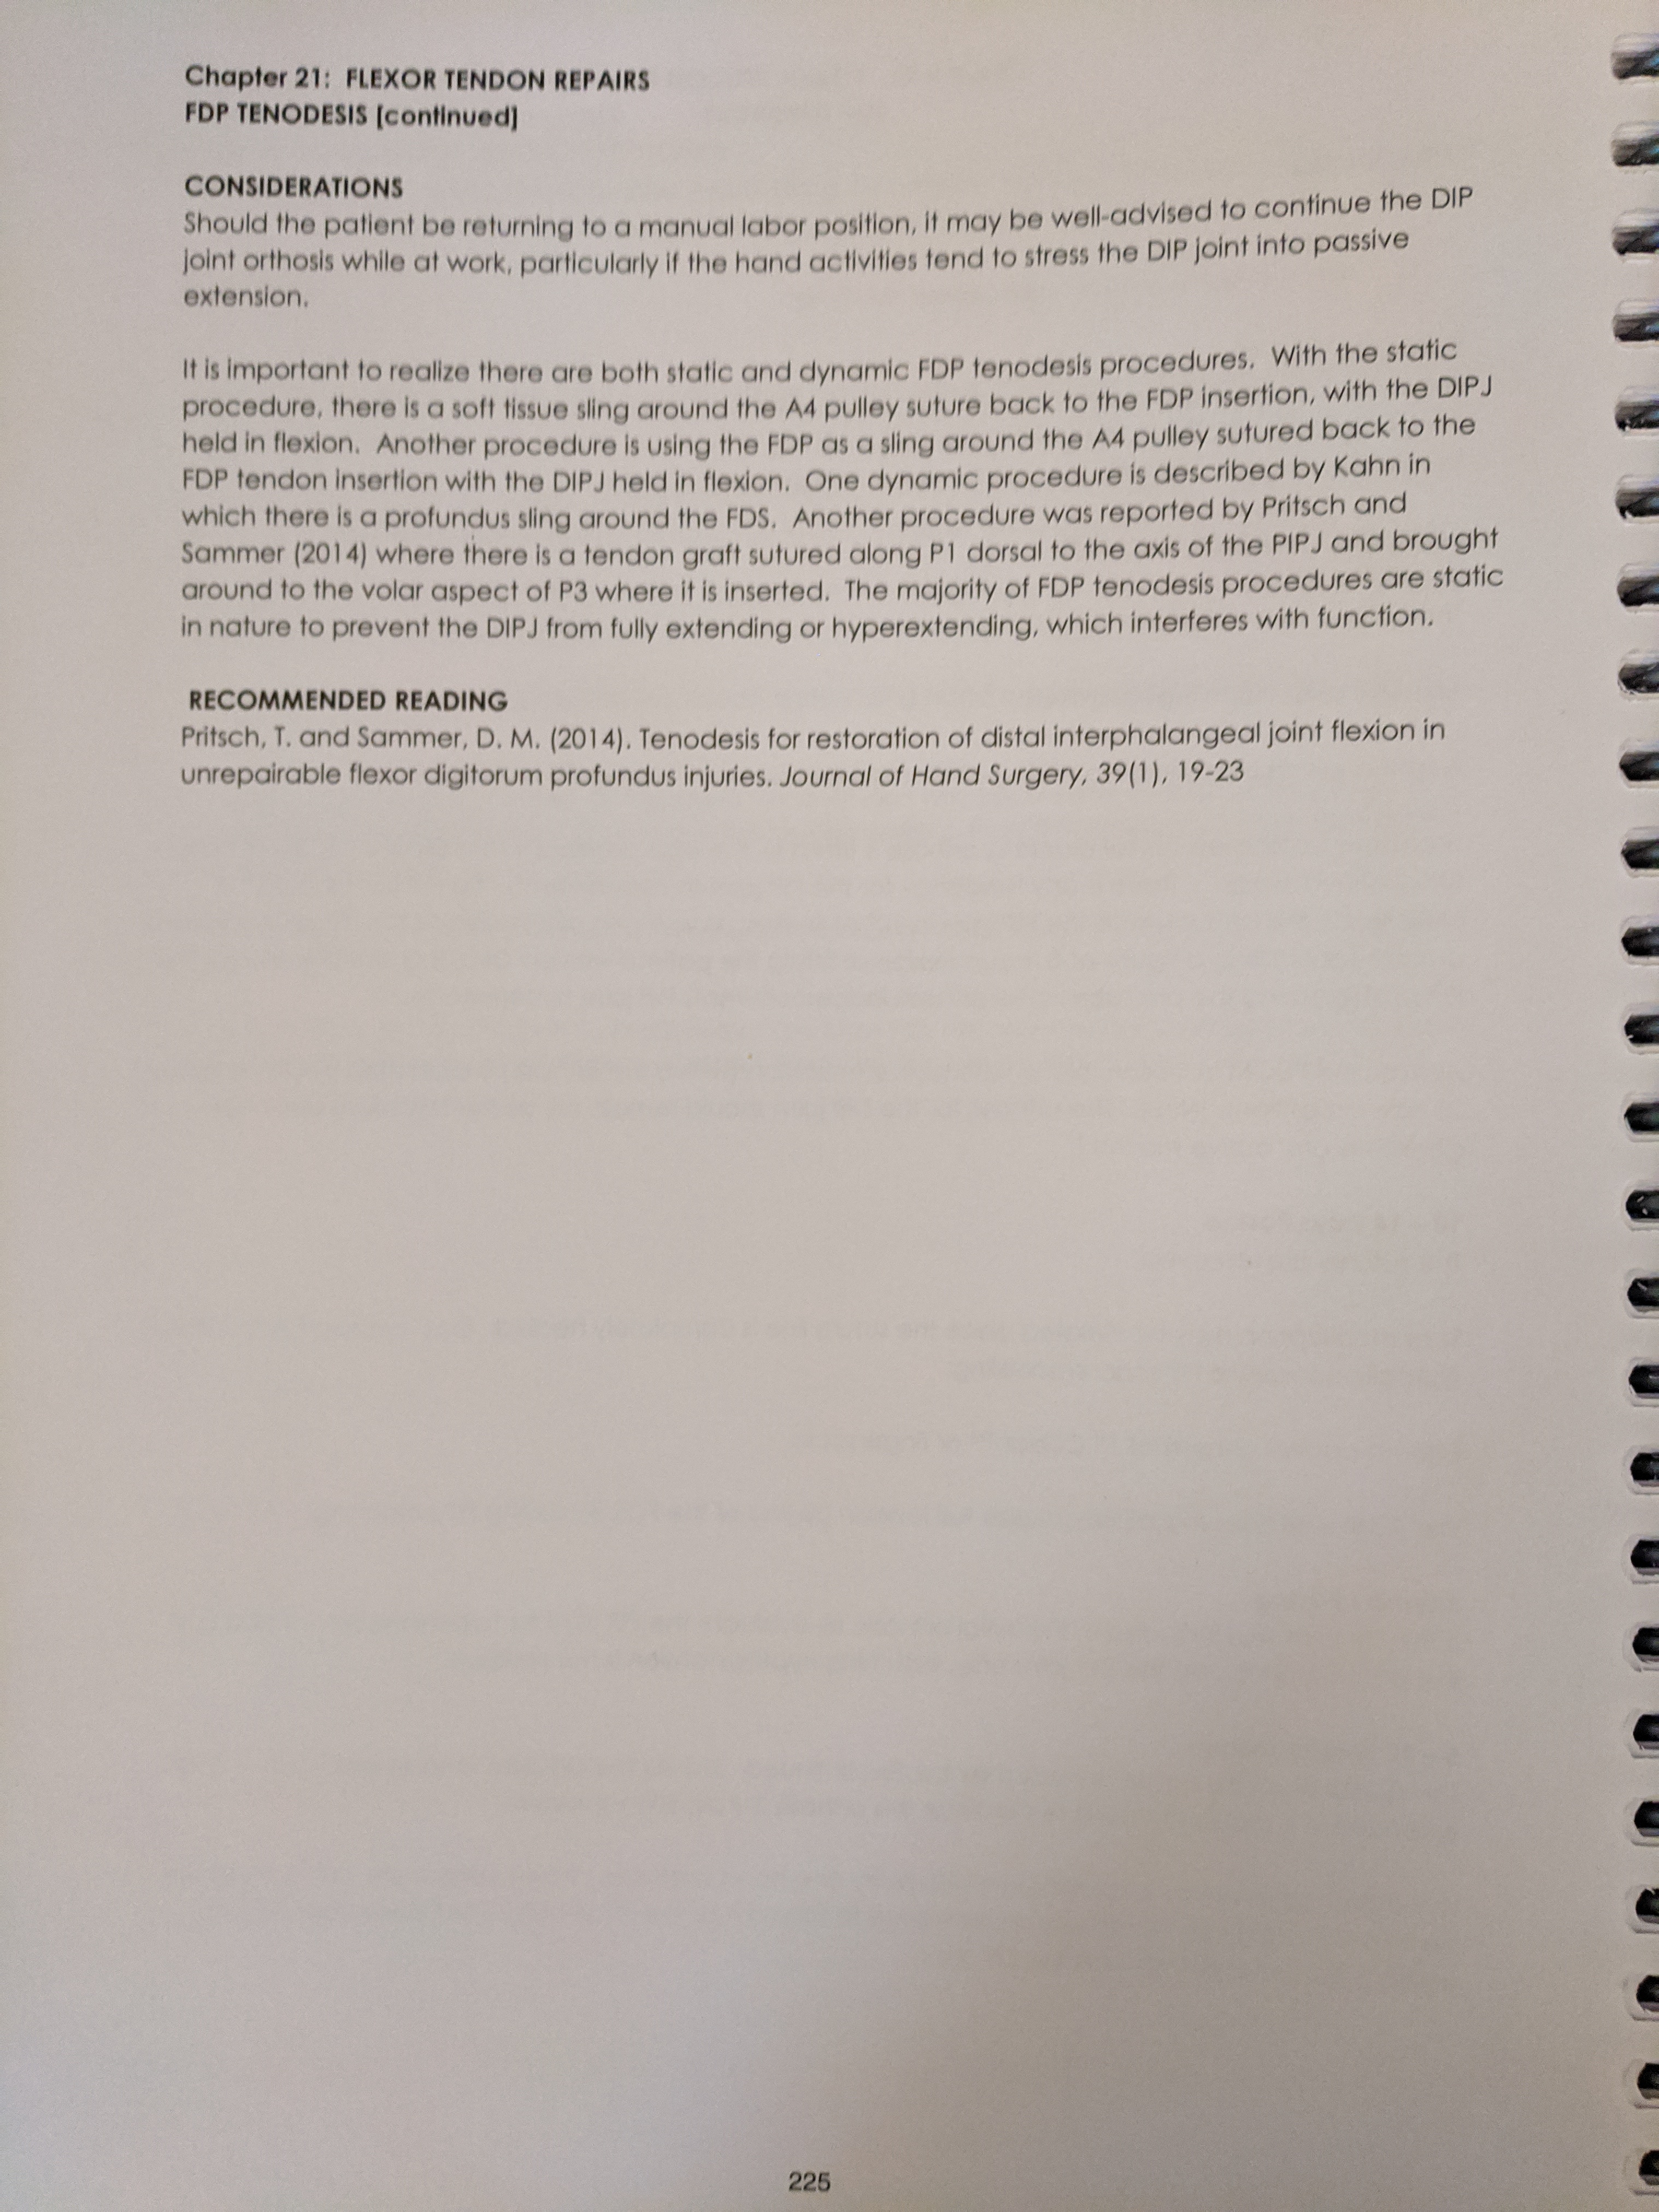 Chapter 21: FLEXOR TENDON REPAIRS
FDP TENODESIS [continued]
CONSIDERATIONS
Should the patient be returning to a manual labor position, it may be well-advised to continue the DIP
joint orthosis while at work, particularly if the hand activities tend to stress the DIP joint into passive
extension.
It is important to realize there are both static and dynamic FDP tenodesis procedures. With the static
procedure, there is a soft tissue sling around the A4 pulley suture back to the FDP insertion, with the DIPJ
held in flexion. Another procedure is using the FDP as a sling around the A4 pulley sutured back to the
FDP tendon insertion with the DIPJ held in flexion. One dynamic procedure is described by Kahn in
which there is a profundus sling around the FDS. Another procedure was reported by Pritsch and
Sammer (2014) where there is a tendon graft sutured along P1 dorsal to the axis of the PIPJ and brought
around to the volar aspect of P3 where it is inserted. The majority of FDP tenodesis procedures are static
in nature to prevent the DIPJ from fully extending or hyperextending, which interferes with function.
RECOMMENDED READING
Pritsch, T. and Sammer, D. M. (2014). Tenodesis for restoration of distal interphalangeal joint flexion in
unrepairable flexor digitorum profundus injuries. Journal of Hand Surgery, 39(1), 19-23
225